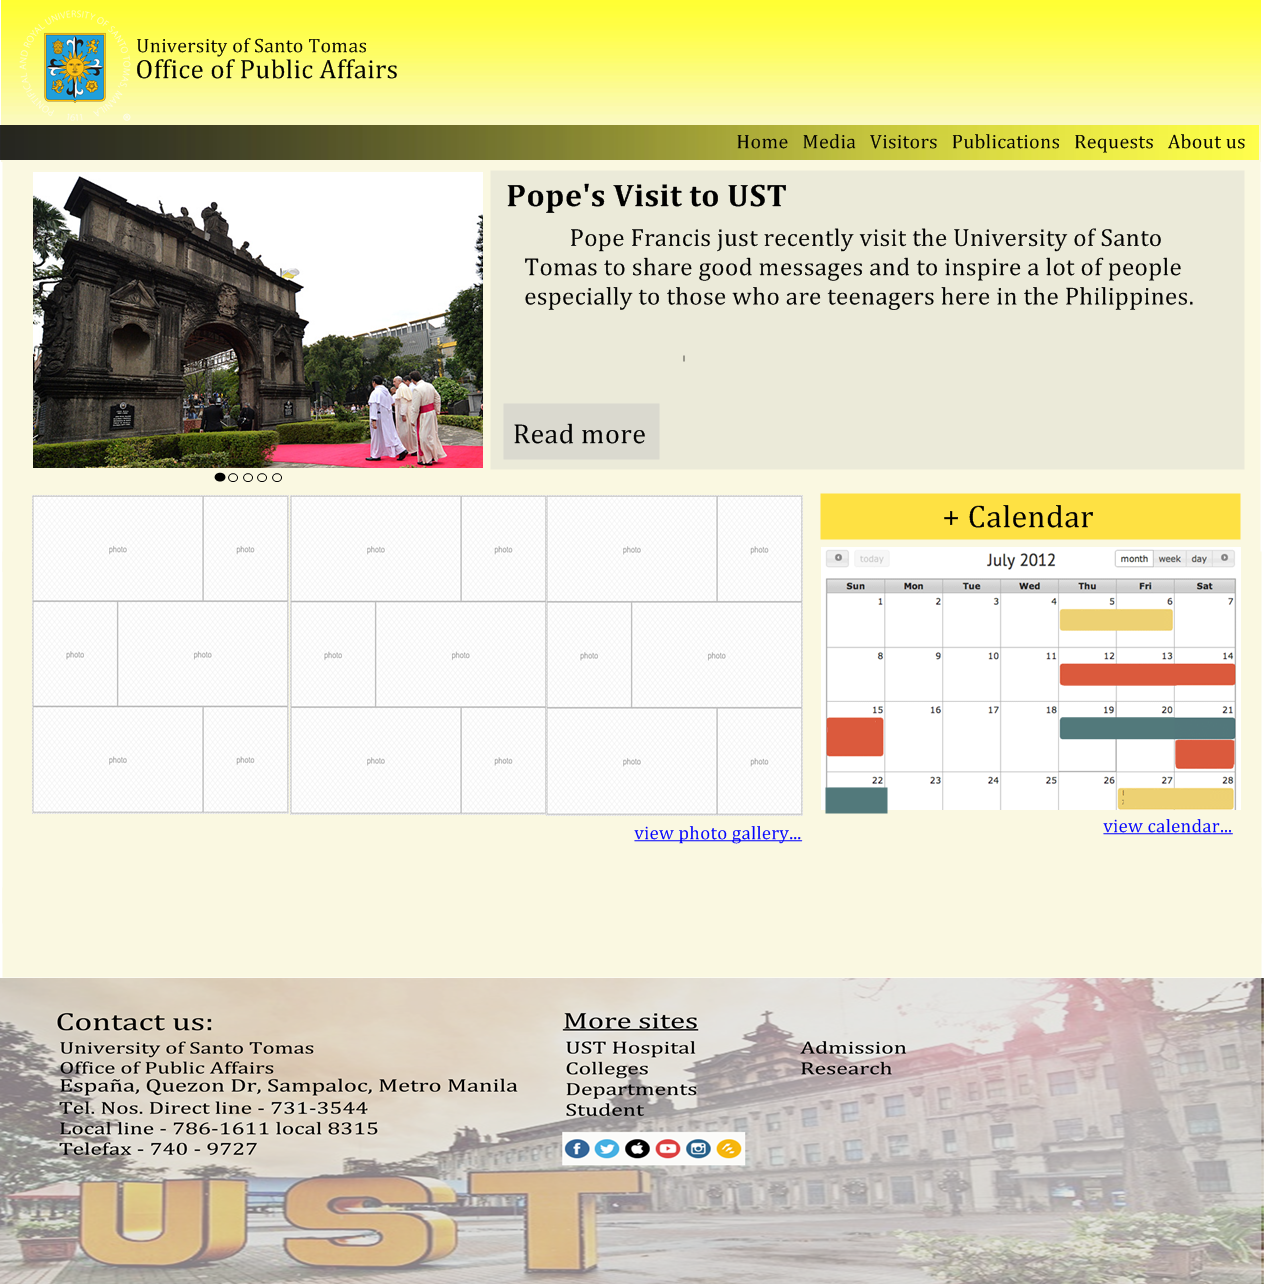 University of Santo Tomas
Office of Public Affairs
Home Media Visitors Publications Requests About us
Pope's Visit to UST
Pope Francis just recently visit the University of Santo
Tomas to share good messages and to inspire a lot of people
especially to those who are teenagers here in the Philippines.
Read more
photo photo photo photo photo photo
photo photo photo photo photo photo
photo photo photo photo photo photo
view photo gallery...
+ Calendar
today July 2012 month week day
Sun Mon Tue Wed Thu Fri Sat
1 2 3 4 5 6 7
8 9 10 11 12 13 14
15 16 17 18 19 20 21
22 23 24 25 26 27 28
view calendar...
Contact us:
University of Santo Tomas
Office of Public Affairs
España, Quezon Dr, Sampaloc, Metro Manila
Tel. Nos. Direct line - 731-3544
Local line - 786-1611 local 8315
Telefax - 740 - 9727
More sites
UST Hospital
Colleges
Departments
Student
Admission
Research
UST